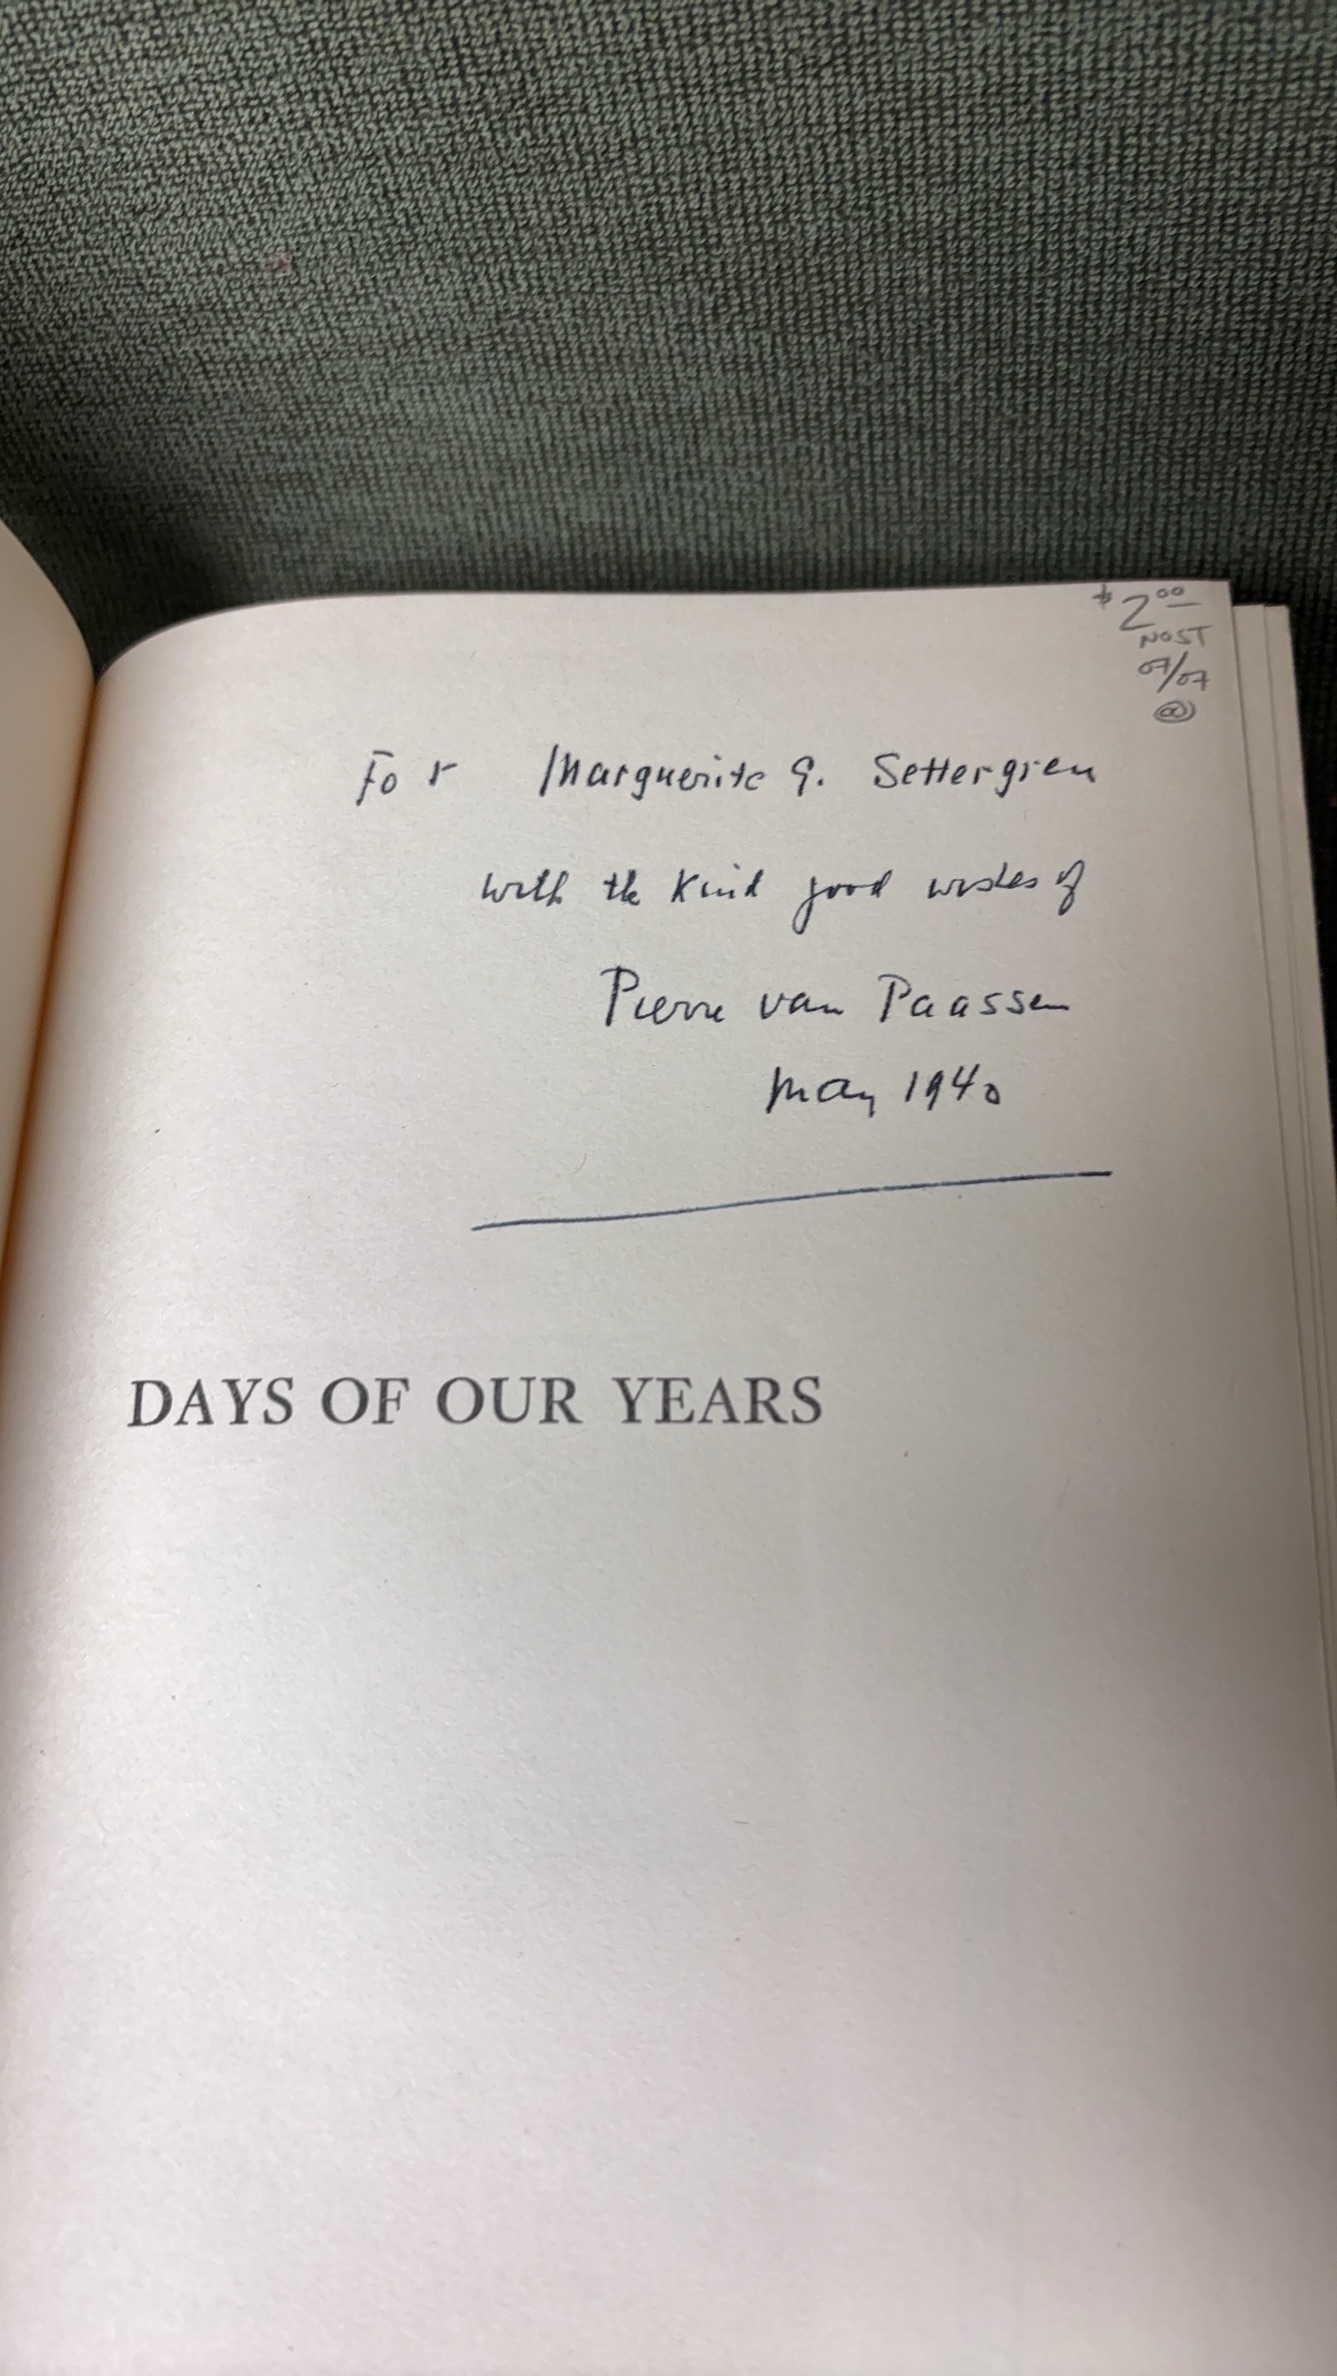 $2.00
NOST
07/07
@
For Marguerite G. Settergren
with the kind good wishes of
Pierre van Paassen
May 1940
DAYS OF OUR YEARS